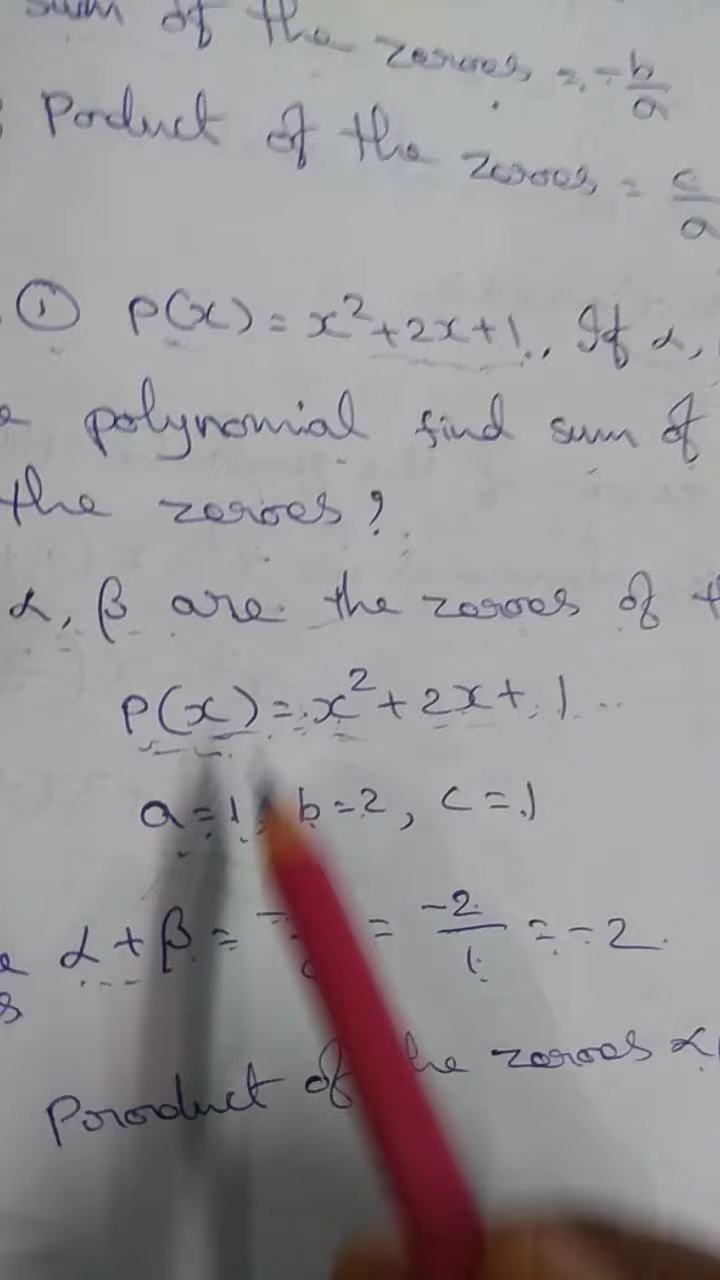 sum of the zeroes = -b/a
Product of the zeroes = c/a
① P(x) = x²+2x+1. If α,
polynomial find sum of
the zeroes?
α, β are the zeroes of
P(x) = x² + 2x + 1
a = 1, b = 2, c = 1
α + β = = -2/1 = -2
Product of the zeroes α